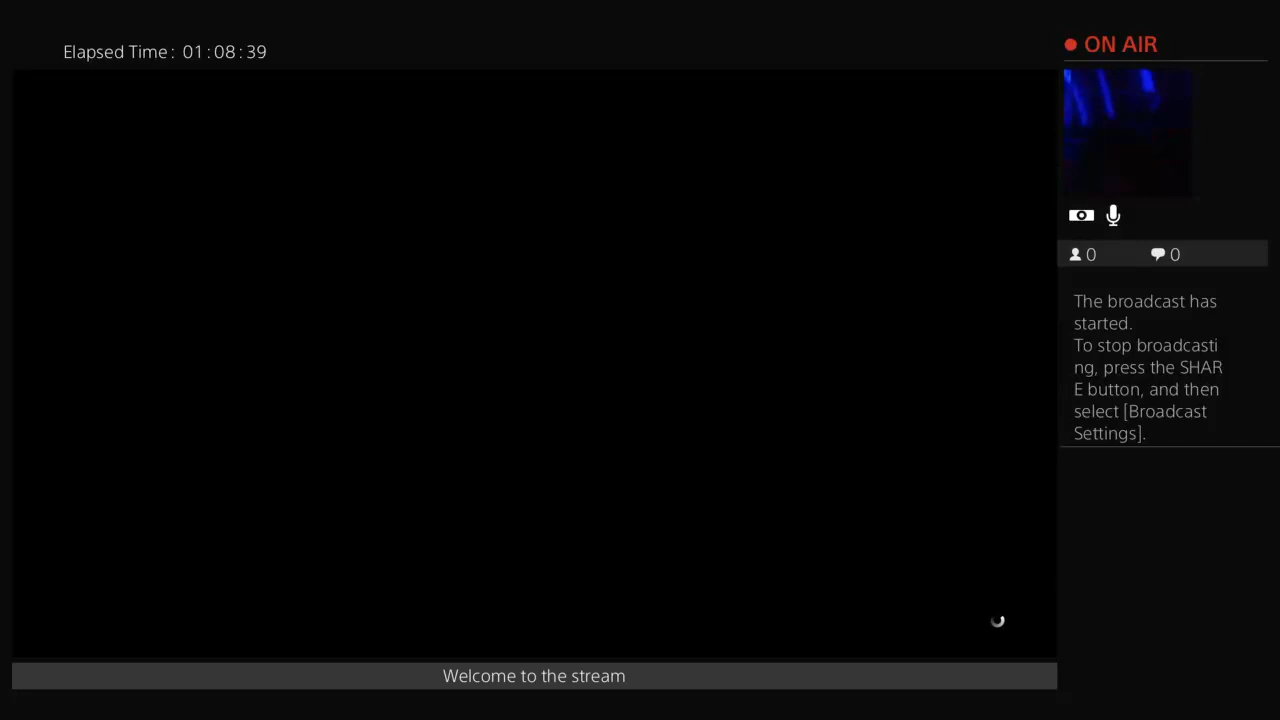 Elapsed Time: 01:08:39
ON AIR
0 0
The broadcast has
started.
To stop broadcasti
ng, press the SHAR
E button, and then
select [Broadcast
Settings].
Welcome to the stream